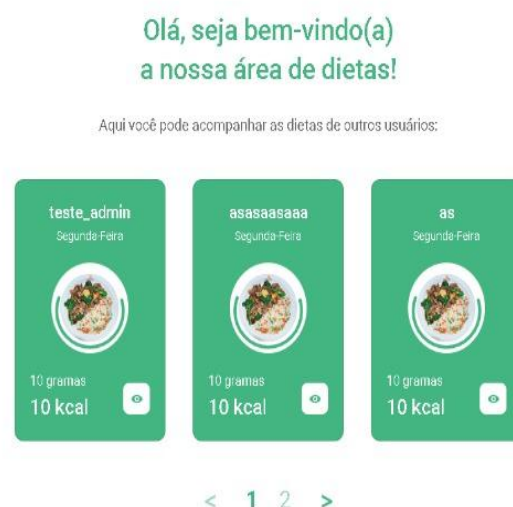 Olá, seja bem-vindo(a)
a nossa área de dietas!
Aqui você pode acompanhar as dietas de outros usuários:
teste_admin
Segunda-Feira
10 gramas
10 kcal
asasaasaaa
Segunda-Feira
10 gramas
10 kcal
as
Segunda-Feira
10 gramas
10 kcal
< 1 2 >